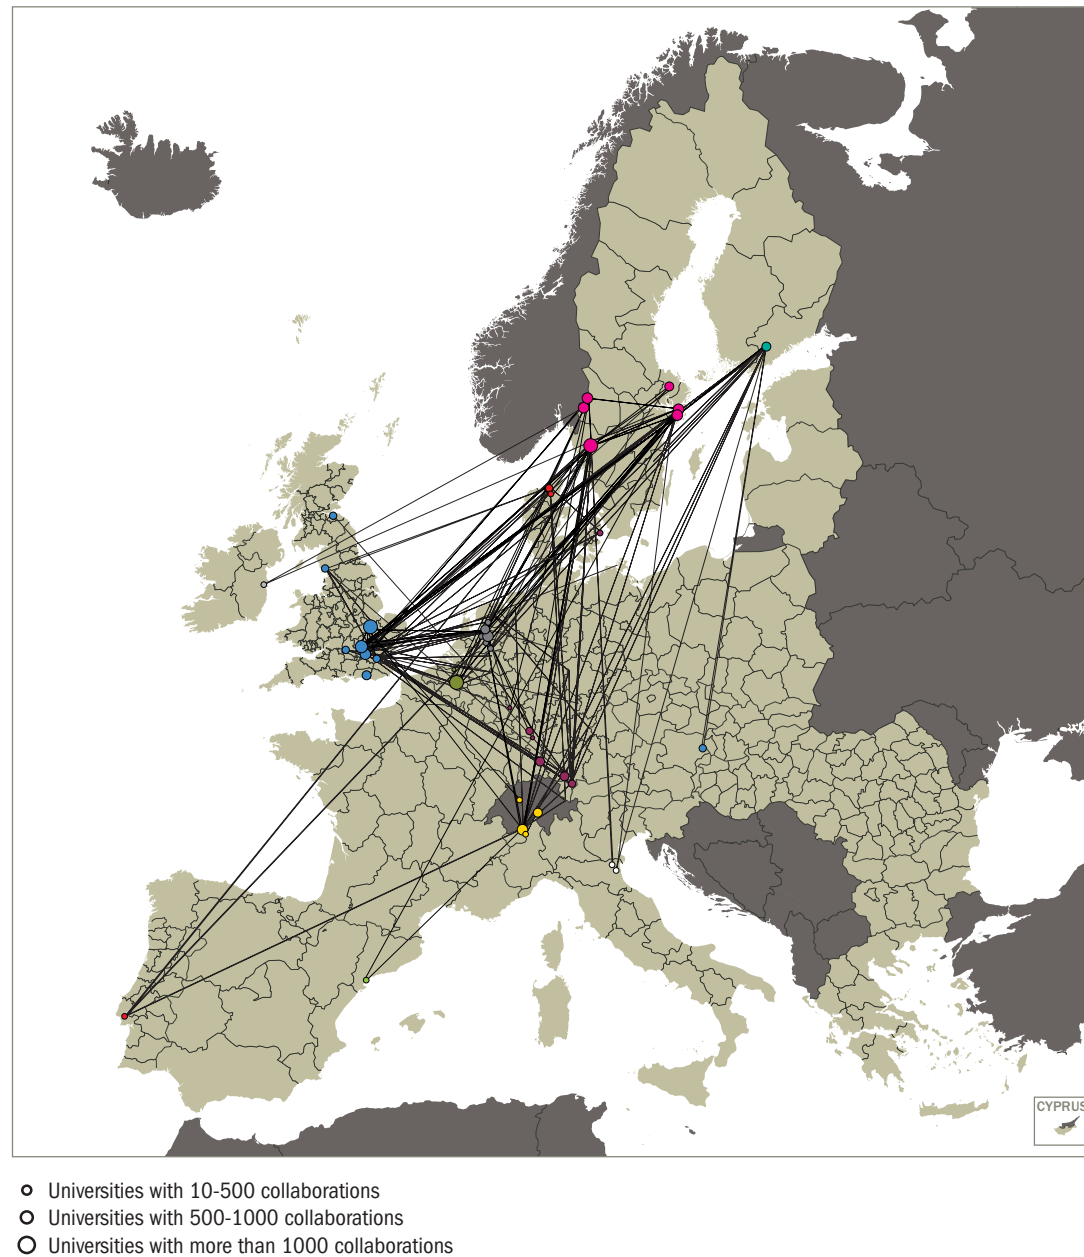 CYPRUS
Universities with 10-500 collaborations
Universities with 500-1000 collaborations
Universities with more than 1000 collaborations